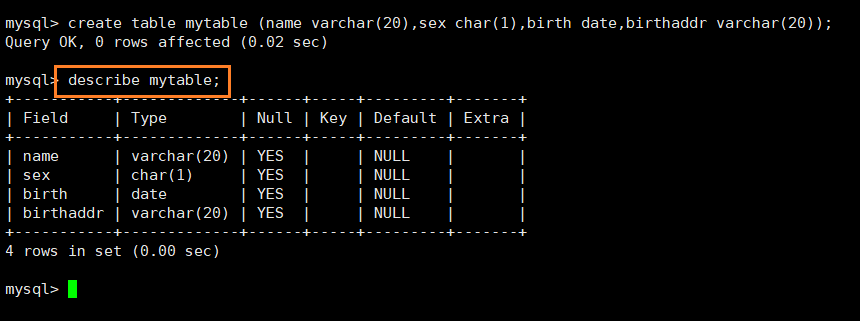 mysql> create table mytable (name varchar(20),sex char(1),birth date,birthaddr varchar(20));
Query OK, 0 rows affected (0.02 sec)
mysql> describe mytable;
+-----------+-------------+------+-----+---------+-------+
| Field     | Type        | Null | Key | Default | Extra |
+-----------+-------------+------+-----+---------+-------+
| name      | varchar(20) | YES  |     | NULL    |       |
| sex       | char(1)     | YES  |     | NULL    |       |
| birth     | date        | YES  |     | NULL    |       |
| birthaddr | varchar(20) | YES  |     | NULL    |       |
+-----------+-------------+------+-----+---------+-------+
4 rows in set (0.00 sec)
mysql>